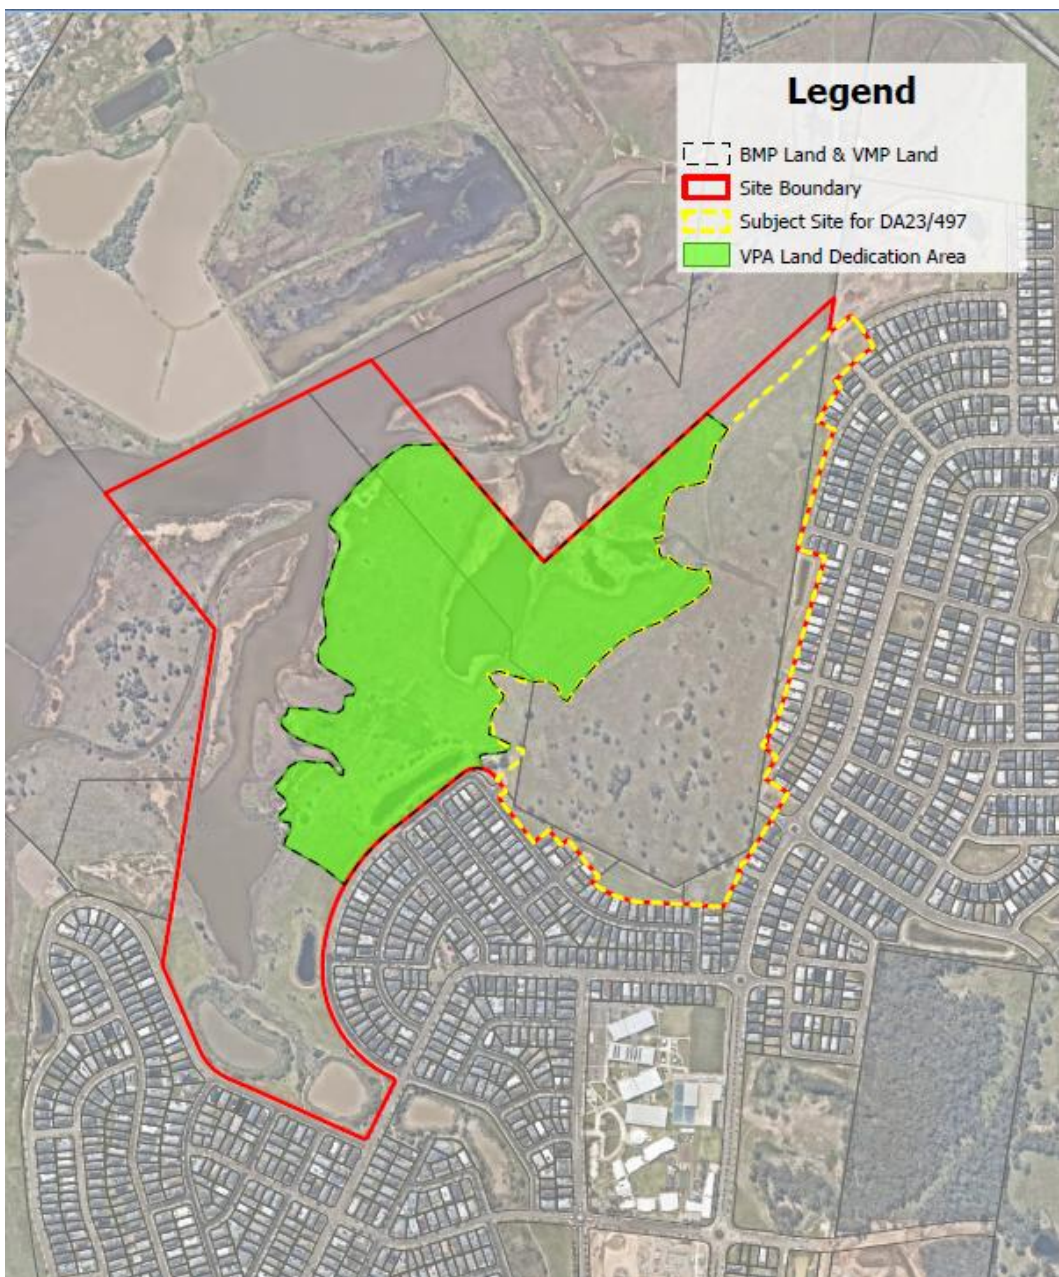 Legend
BMP Land & VMP Land
Site Boundary
Subject Site for DA23/497
VPA Land Dedication Area